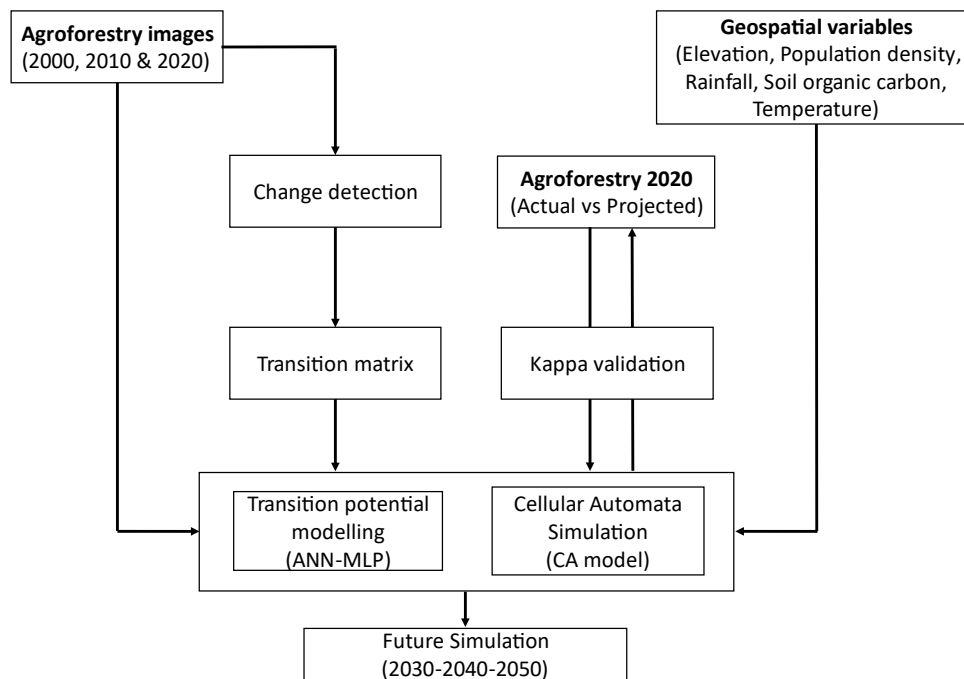 Agroforestry images
(2000, 2010 & 2020)
Geospatial variables
(Elevation, Population density,
Rainfall, Soil organic carbon,
Temperature)
Change detection
Agroforestry 2020
(Actual vs Projected)
Transition matrix
Kappa validation
Transition potential
modelling
(ANN-MLP)
Cellular Automata
Simulation
(CA model)
Future Simulation
(2030-2040-2050)